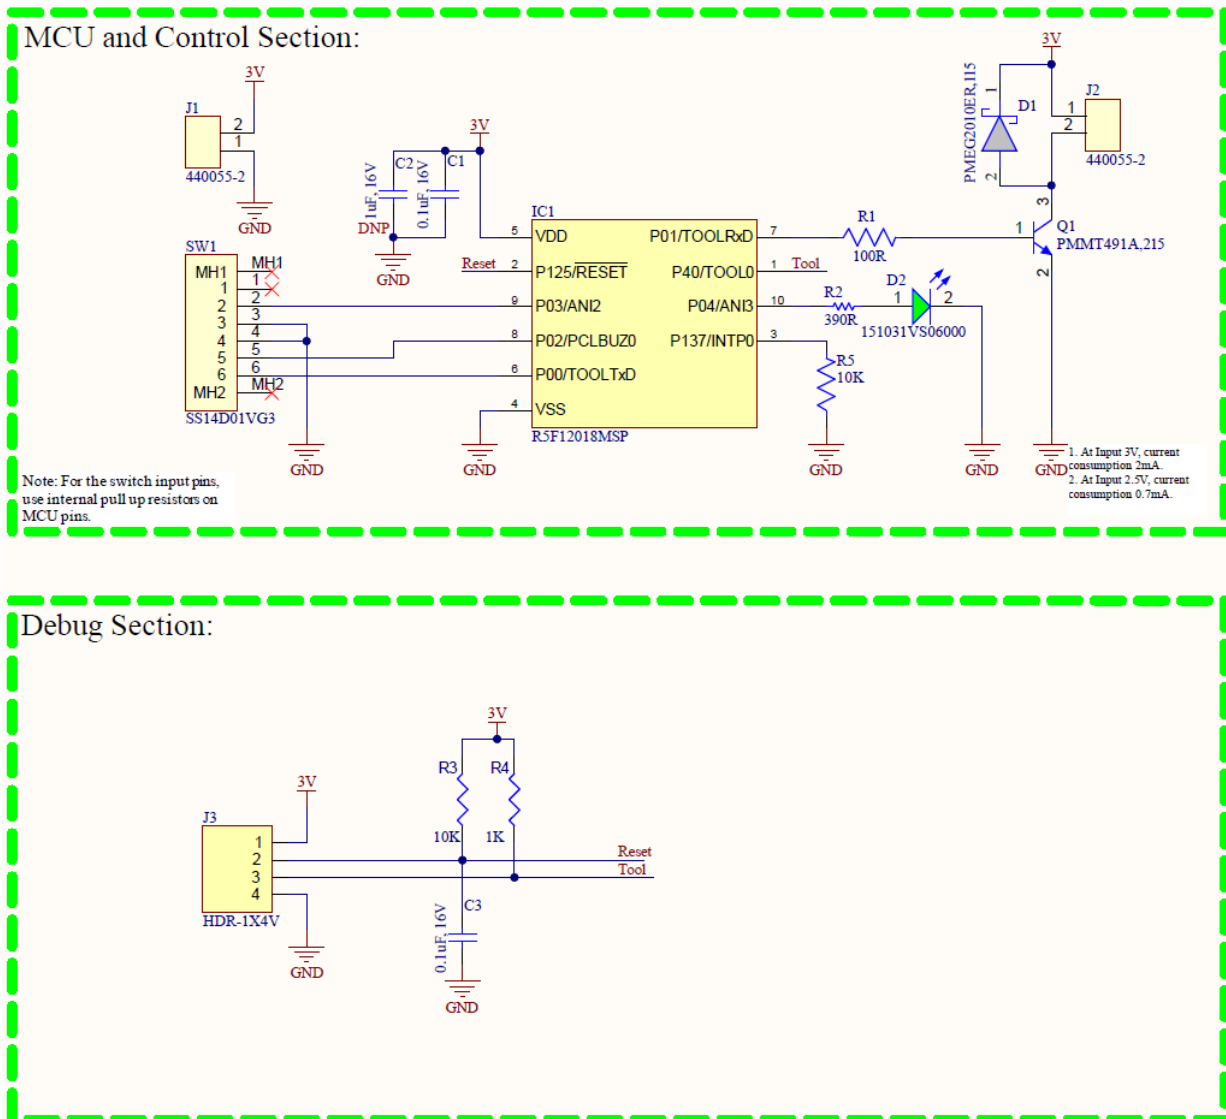 MCU and Control Section:
3V
J1
2
1
440055-2
GND
3V
C2
C1
1uF, 16V
0.1uF, 16V
DNP
GND
SW1
MH1
1
2
3
4
5
6
MH2
MH1
1
2
3
4
5
6
MH2
SS14D01VG3
GND
Reset
IC1
5 VDD
2 P125/RESET
9 P03/ANI2
8 P02/PCLBUZ0
6 P00/TOOLTxD
4 VSS
P01/TOOLRxD 7
P40/TOOL0 1 Tool
P04/ANI3 10
P137/INTP0 3
R5F12018MSP
GND
R1
100R
R2
390R
D2
1 2
151031VS06000
R5
10K
GND
GND
3V
PMEG2010ER,115
1
D1
2
J2
1
2
440055-2
3
1
Q1
PMMT491A,215
2
GND
1. At Input 3V, current
consumption 2mA.
2. At Input 2.5V, current
consumption 0.7mA.
Note: For the switch input pins,
use internal pull up resistors on
MCU pins.
Debug Section:
3V
J3
1
2
3
4
HDR-1X4V
GND
3V
R3
R4
10K
1K
Reset
Tool
C3
0.1uF, 16V
GND